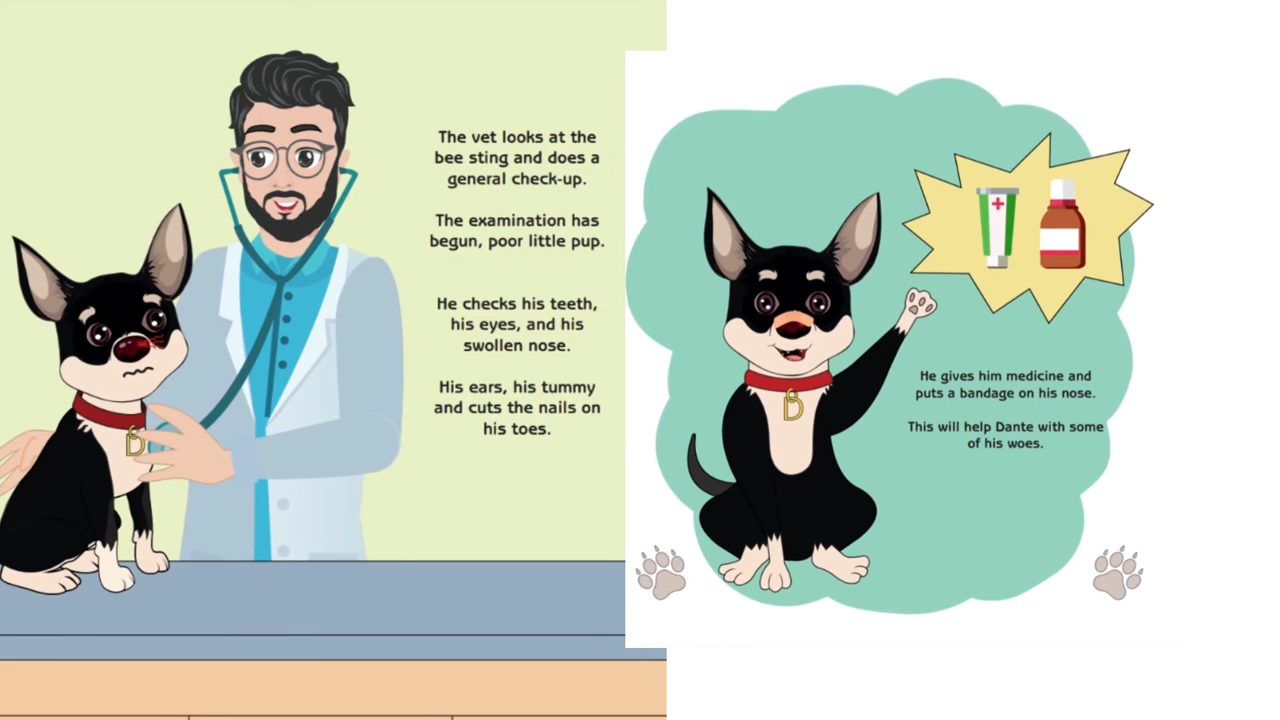 The vet looks at the
bee sting and does a
general check-up.
The examination has
begun, poor little pup.
He checks his teeth,
his eyes, and his
swollen nose.
His ears, his tummy
and cuts the nails on
his toes.
D
He gives him medicine and
puts a bandage on his nose.
This will help Dante with some
of his woes.
D